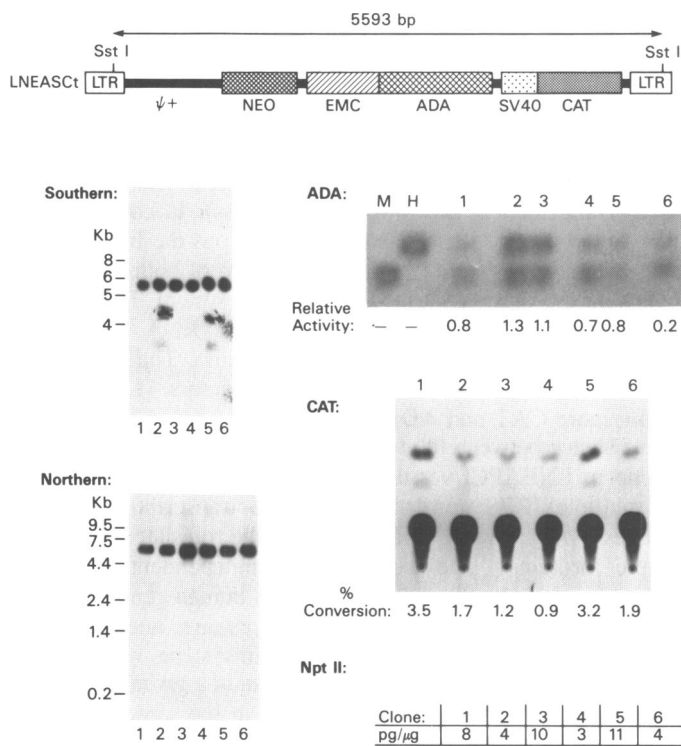 5593 bp
Sst I
Sst I
LNEASCt
LTR
LTR
ψ+
NEO
EMC
ADA
SV40
CAT
Southern:
Kb
8
6
5
4
1 2 3 4 5 6
Northern:
Kb
9.5
7.5
4.4
2.4
1.4
0.2
1 2 3 4 5 6
ADA:
M H 1 2 3 4 5 6
Relative
Activity: – – 0.8 1.3 1.1 0.7 0.8 0.2
CAT:
1 2 3 4 5 6
%
Conversion: 3.5 1.7 1.2 0.9 3.2 1.9
Npt II:
Clone: 1 2 3 4 5 6
pg/μg 8 4 10 3 11 4